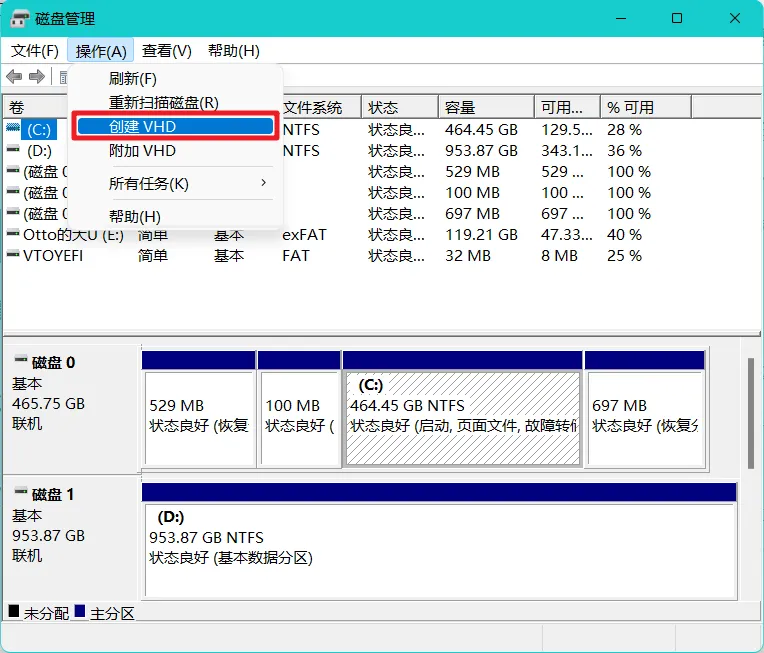 磁盘管理
文件(F) 操作(A) 查看(V) 帮助(H)
刷新(F)
重新扫描磁盘(R)
创建 VHD
附加 VHD
所有任务(K)
帮助(H)
卷 文件系统 状态 容量 可用... % 可用
(C:) NTFS 状态良... 464.45 GB 129.5... 28 %
(D:) NTFS 状态良... 953.87 GB 343.1... 36 %
(磁盘 0 状态良... 529 MB 529 ... 100 %
(磁盘 0 状态良... 100 MB 100 ... 100 %
(磁盘 0 状态良... 697 MB 697 ... 100 %
Otto的大U (E:) 简单 基本 exFAT 状态良... 119.21 GB 47.33... 40 %
VTOYEFI 简单 基本 FAT 状态良... 32 MB 8 MB 25 %
磁盘 0
基本
465.75 GB
联机
529 MB
状态良好 (恢复
100 MB
状态良好 (
(C:)
464.45 GB NTFS
状态良好 (启动, 页面文件, 故障转
697 MB
状态良好 (恢复
磁盘 1
基本
953.87 GB
联机
(D:)
953.87 GB NTFS
状态良好 (基本数据分区)
未分配 主分区